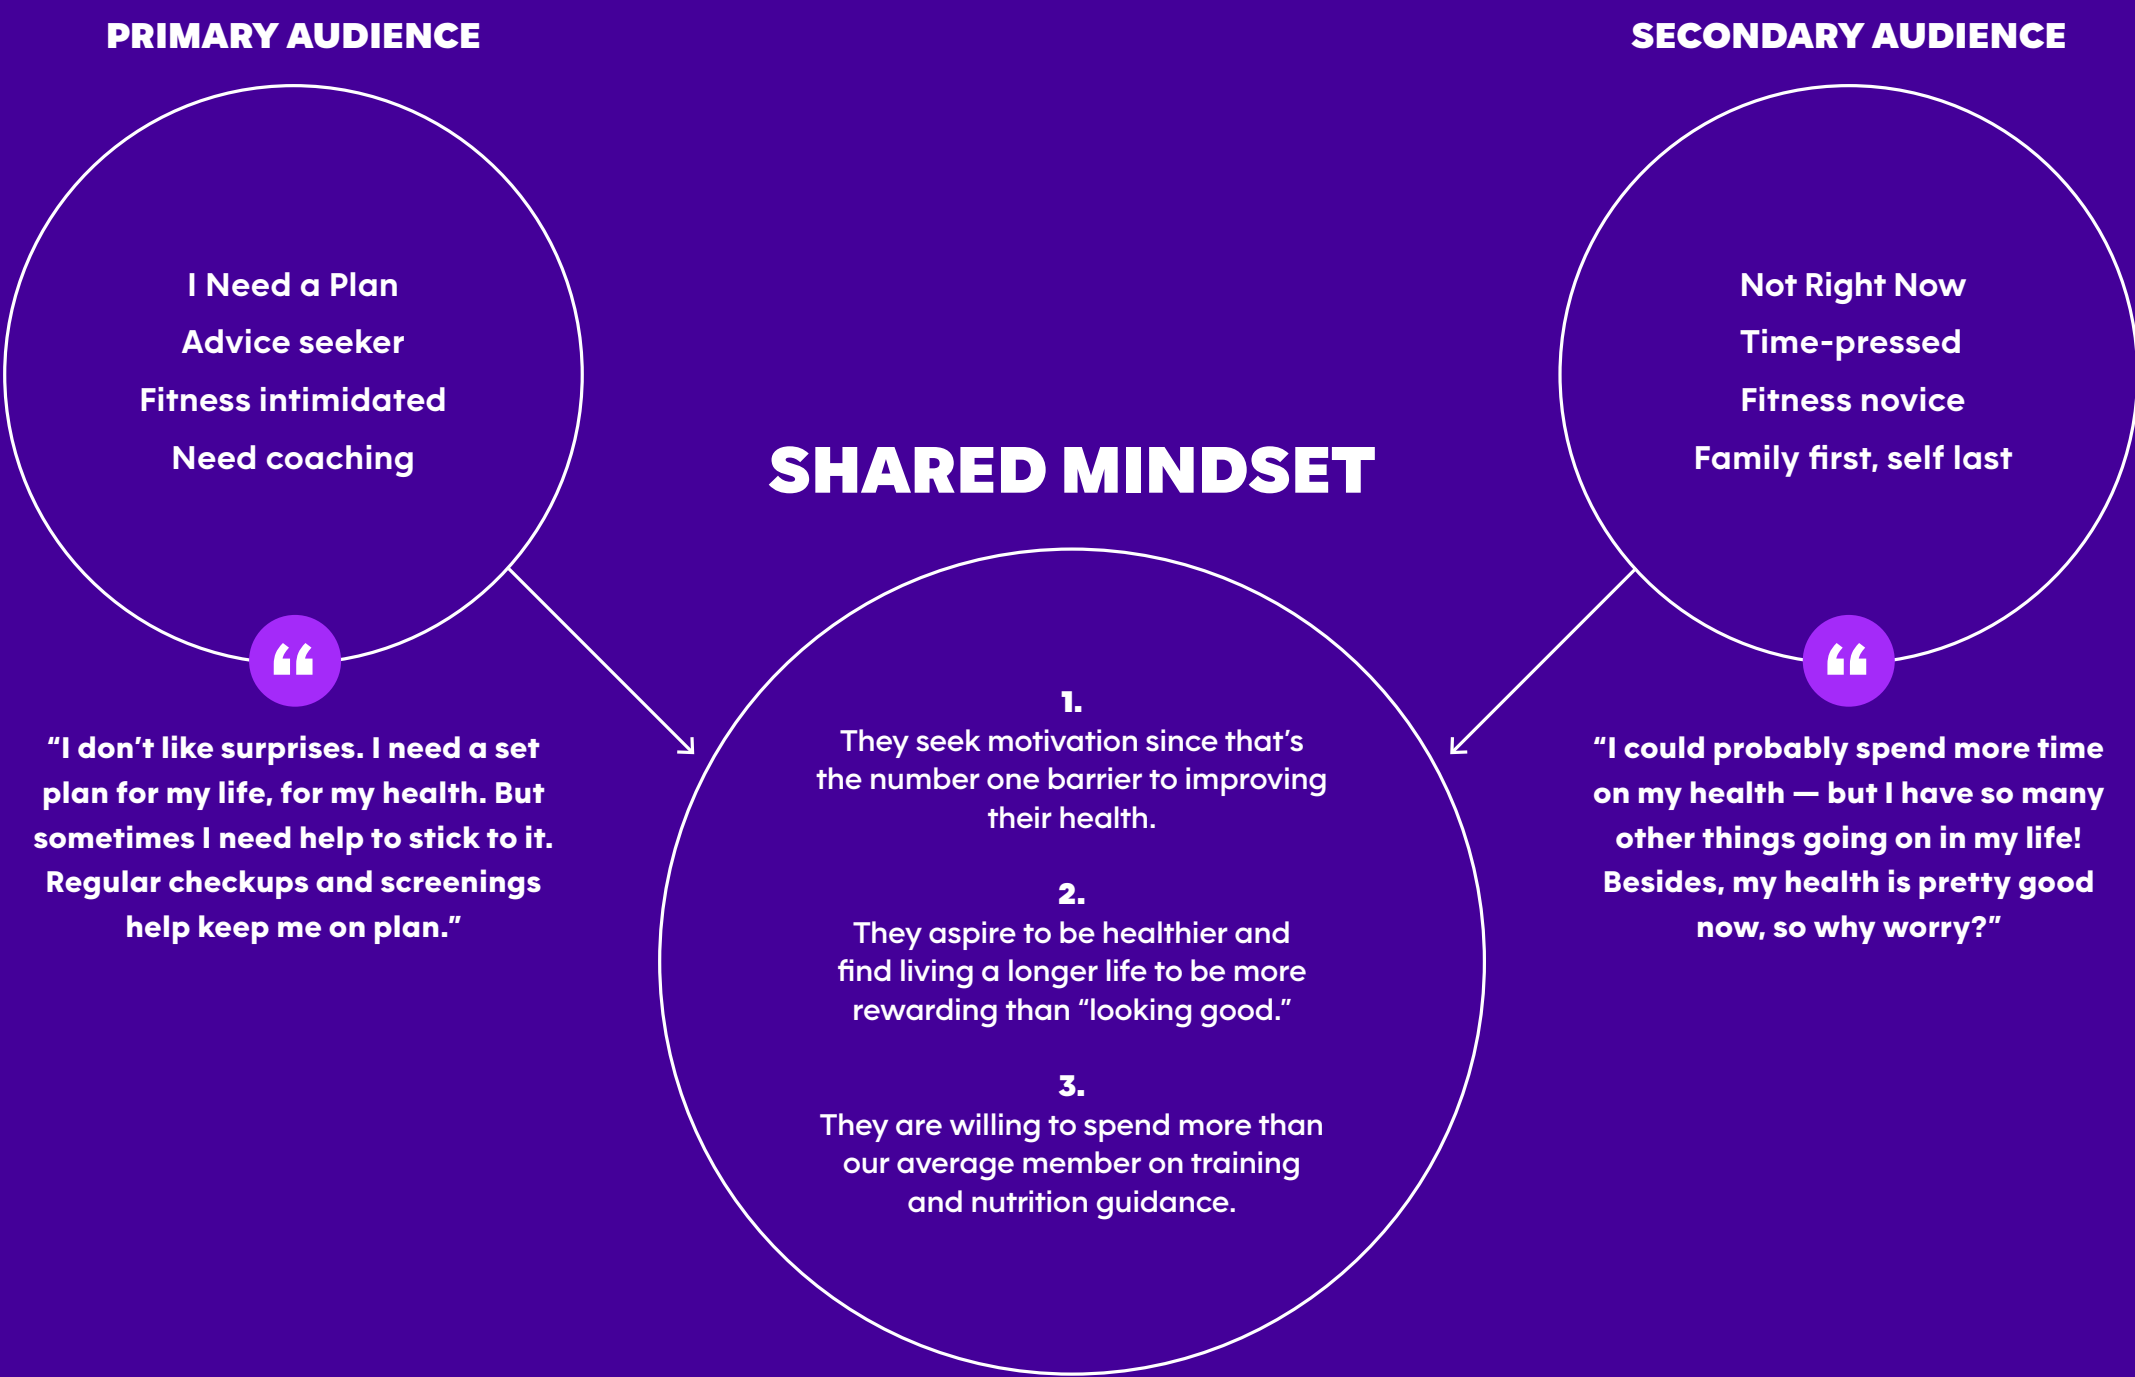 PRIMARY AUDIENCE
I Need a Plan
Advice seeker
Fitness intimidated
Need coaching
“I don’t like surprises. I need a set
plan for my life, for my health. But
sometimes I need help to stick to it.
Regular checkups and screenings
help keep me on plan.”
SHARED MINDSET
1.
They seek motivation since that’s
the number one barrier to improving
their health.
2.
They aspire to be healthier and
find living a longer life to be more
rewarding than “looking good.”
3.
They are willing to spend more than
our average member on training
and nutrition guidance.
SECONDARY AUDIENCE
Not Right Now
Time-pressed
Fitness novice
Family first, self last
“I could probably spend more time
on my health — but I have so many
other things going on in my life!
Besides, my health is pretty good
now, so why worry?”